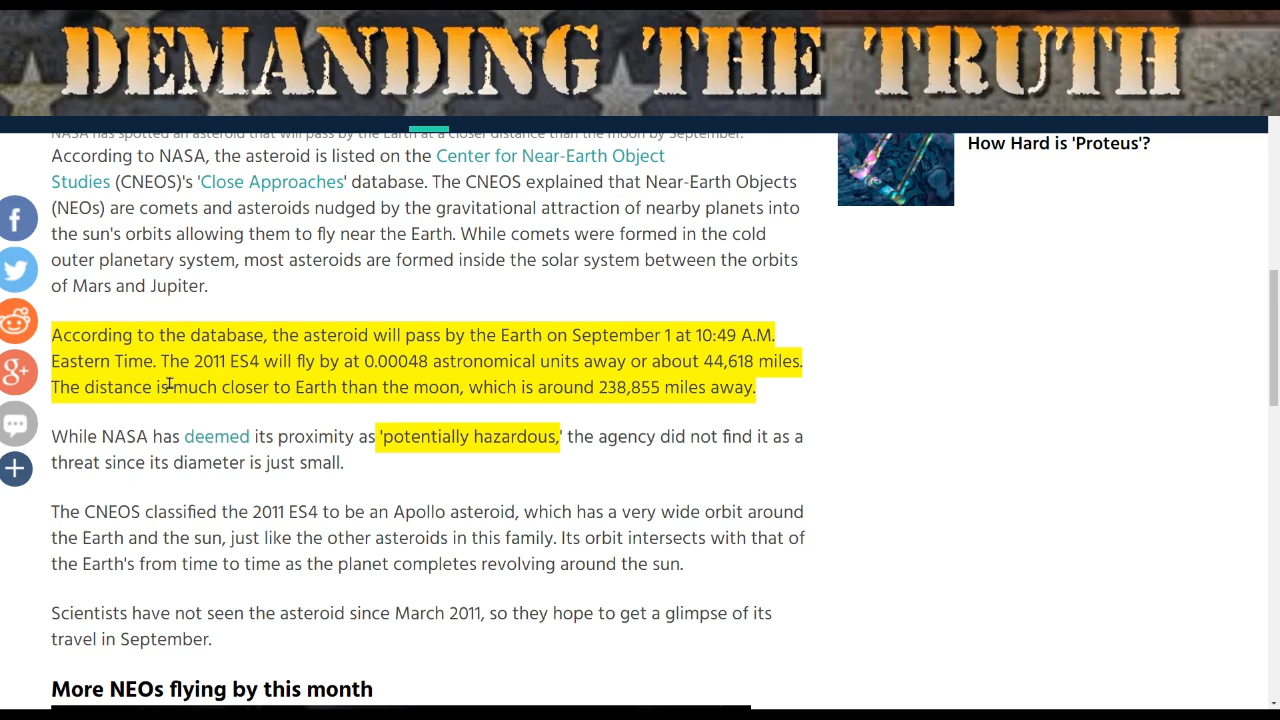 DEMANDING THE TRUTH
NASA has spotted an asteroid that will pass by the Earth at a closer distance than the moon by September.
According to NASA, the asteroid is listed on the Center for Near-Earth Object
Studies (CNEOS)'s 'Close Approaches' database. The CNEOS explained that Near-Earth Objects
(NEOs) are comets and asteroids nudged by the gravitational attraction of nearby planets into
the sun's orbits allowing them to fly near the Earth. While comets were formed in the cold
outer planetary system, most asteroids are formed inside the solar system between the orbits
of Mars and Jupiter.
According to the database, the asteroid will pass by the Earth on September 1 at 10:49 A.M.
Eastern Time. The 2011 ES4 will fly by at 0.00048 astronomical units away or about 44,618 miles.
The distance is much closer to Earth than the moon, which is around 238,855 miles away.
While NASA has deemed its proximity as 'potentially hazardous,' the agency did not find it as a
threat since its diameter is just small.
The CNEOS classified the 2011 ES4 to be an Apollo asteroid, which has a very wide orbit around
the Earth and the sun, just like the other asteroids in this family. Its orbit intersects with that of
the Earth's from time to time as the planet completes revolving around the sun.
Scientists have not seen the asteroid since March 2011, so they hope to get a glimpse of its
travel in September.
More NEOs flying by this month
How Hard is 'Proteus'?